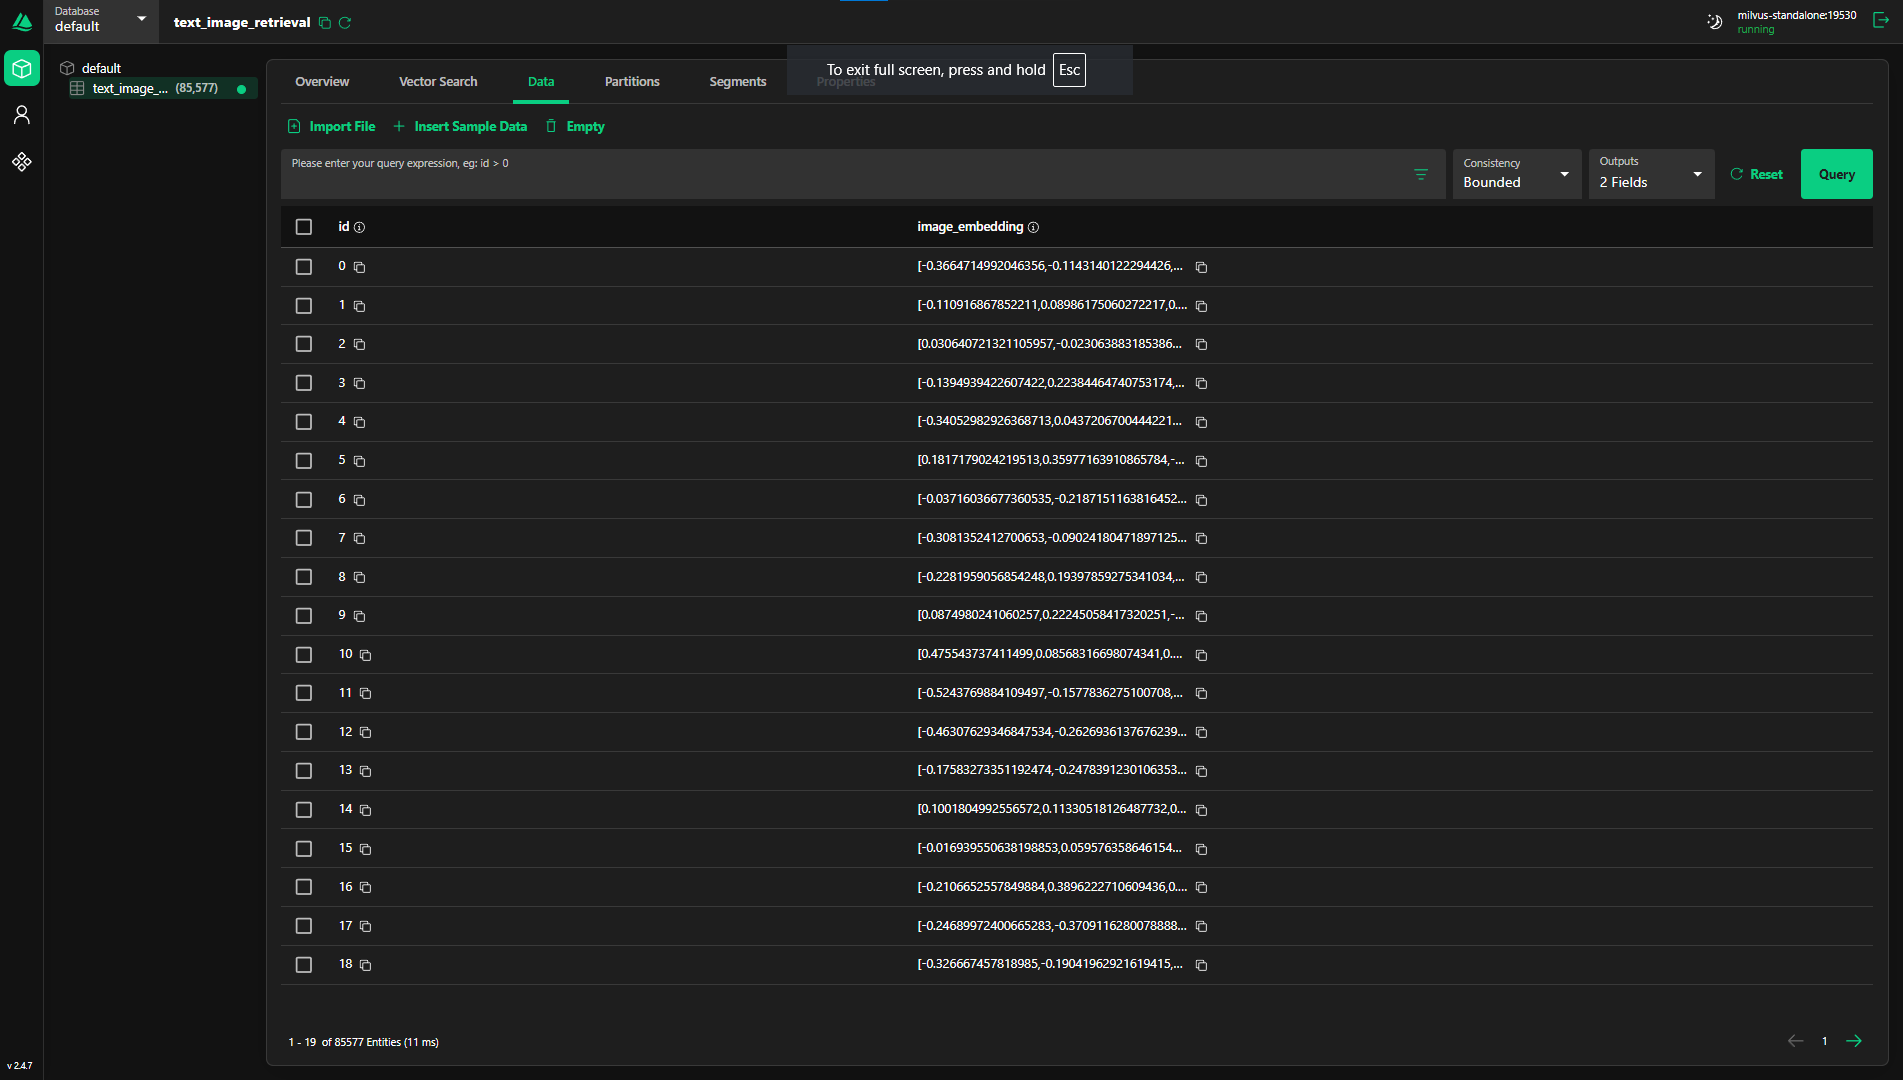 Database
default
text_image_retrieval
milvus-standalone:19530
running
default
text_image_... (85,577)
Overview
Vector Search
Data
Partitions
Segments
Properties
To exit full screen, press and hold Esc
Import File
Insert Sample Data
Empty
Please enter your query expression, eg: id > 0
Consistency
Bounded
Outputs
2 Fields
Reset
Query
id
image_embedding
0 [-0.3664714992046356,-0.1143140122294426,...
1 [-0.110916867852211,0.08986175060272217,0....
2 [0.030640721321105957,-0.023063883185386...
3 [-0.1394939422607422,0.22384464740753174,...
4 [-0.34052982926368713,0.0437206700444221...
5 [0.1817179024219513,0.35977163910865784,-...
6 [-0.03716036677360535,-0.2187151163816452...
7 [-0.3081352412700653,-0.09024180471897125...
8 [-0.2281959056854248,0.19397859275341034,...
9 [0.0874980241060257,0.22245058417320251,-...
10 [0.475543737411499,0.08568316698074341,0....
11 [-0.5243769884109497,-0.1577836275100708,...
12 [-0.46307629346847534,-0.2626936137676239...
13 [-0.17583273351192474,-0.2478391230106353...
14 [0.1001804992556572,0.11330518126487732,0...
15 [-0.016939550638198853,0.059576358646154...
16 [-0.2106652557849884,0.3896222710609436,0....
17 [-0.24689972400665283,-0.3709116280078888...
18 [-0.326667457818985,-0.19041962921619415,...
1 - 19 of 85577 Entities (11 ms)
1
v 2.4.7